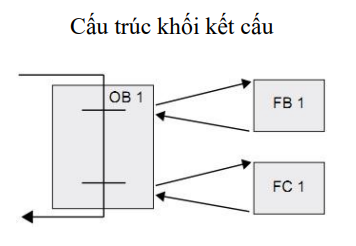 Cấu trúc khối kết cấu
OB 1
FB 1
FC 1